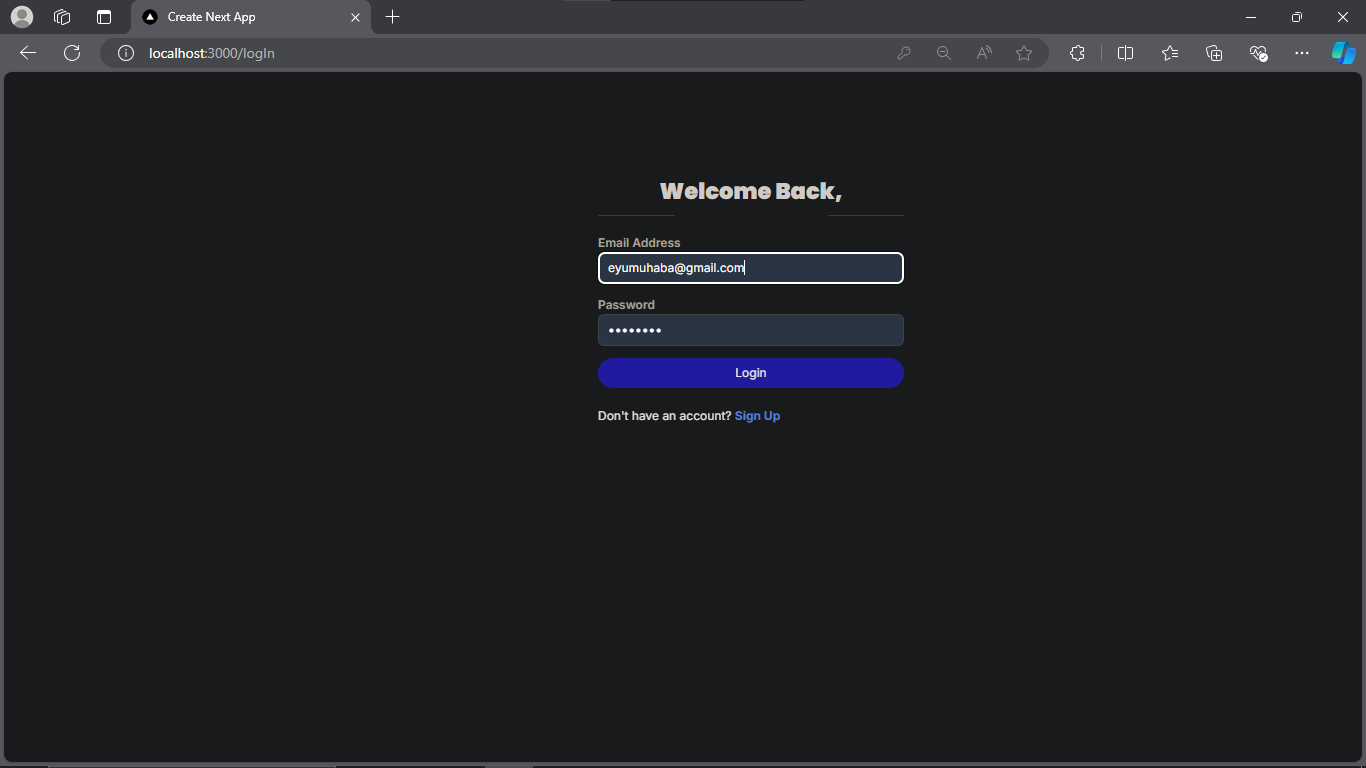 Create Next App
localhost:3000/logIn
Welcome Back,
Email Address
eyumuhaba@gmail.com
Password
••••••••
Login
Don't have an account? Sign Up